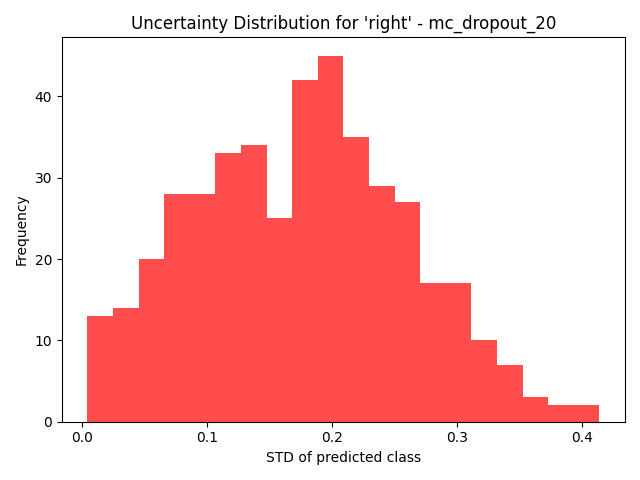 Uncertainty Distribution for 'right' - mc_dropout_20
Frequency
40
30
20
10
0
0.0 0.1 0.2 0.3 0.4
STD of predicted class